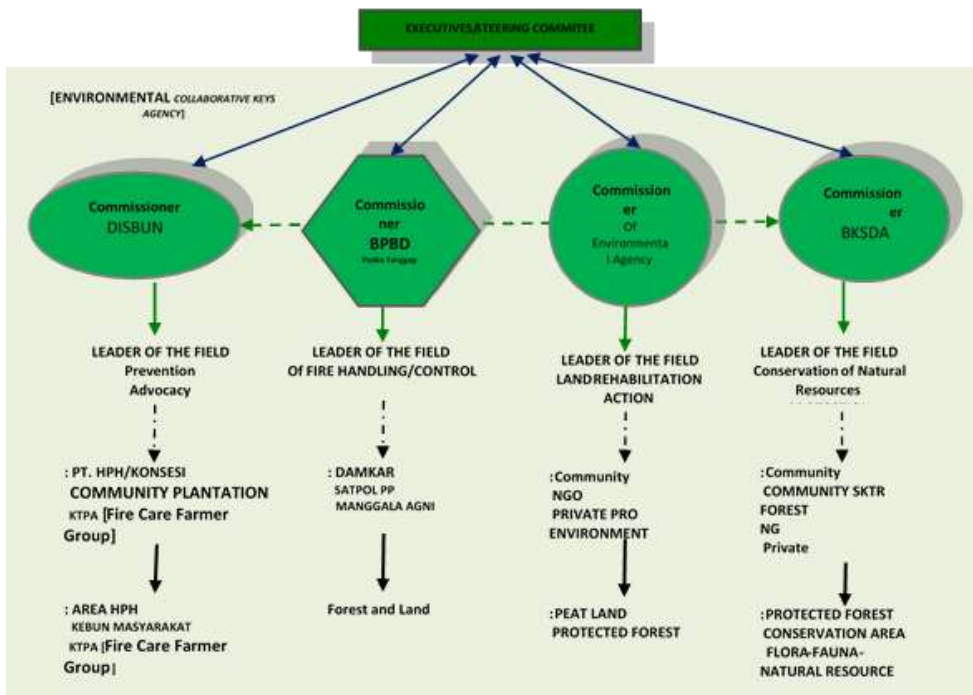 EXECUTIVES/STEERING COMMITEE
[ENVIRONMENTAL COLLABORATIVE KEYS
AGENCY]
Commissioner
DISBUN
Commissio
ner
BPBD
Commission
er
Of
Environmenta
l Agency
Commission
er
BKSDA
LEADER OF THE FIELD
Prevention
Advocacy
LEADER OF THE FIELD
Of FIRE HANDLING/CONTROL
LEADER OF THE FIELD
LAND REHABILITATION
ACTION
LEADER OF THE FIELD
Conservation of Natural
Resources
: PT. HPH/KONSESI
COMMUNITY PLANTATION
KTPA [Fire Care Farmer
Group]
: DAMKAR
SATPOL PP
MANGGALA AGNI
:Community
NGO
PRIVATE PRO
ENVIRONMENT
:Community
COMMUNITY SKTR
FOREST
NG
Private
: AREA HPH
KEBUN MASYARAKAT
KTPA [Fire Care Farmer
Group]
Forest and Land
:PEAT LAND
PROTECTED FOREST
:PROTECTED FOREST
CONSERVATION AREA
FLORA-FAUNA-
NATURAL RESOURCE